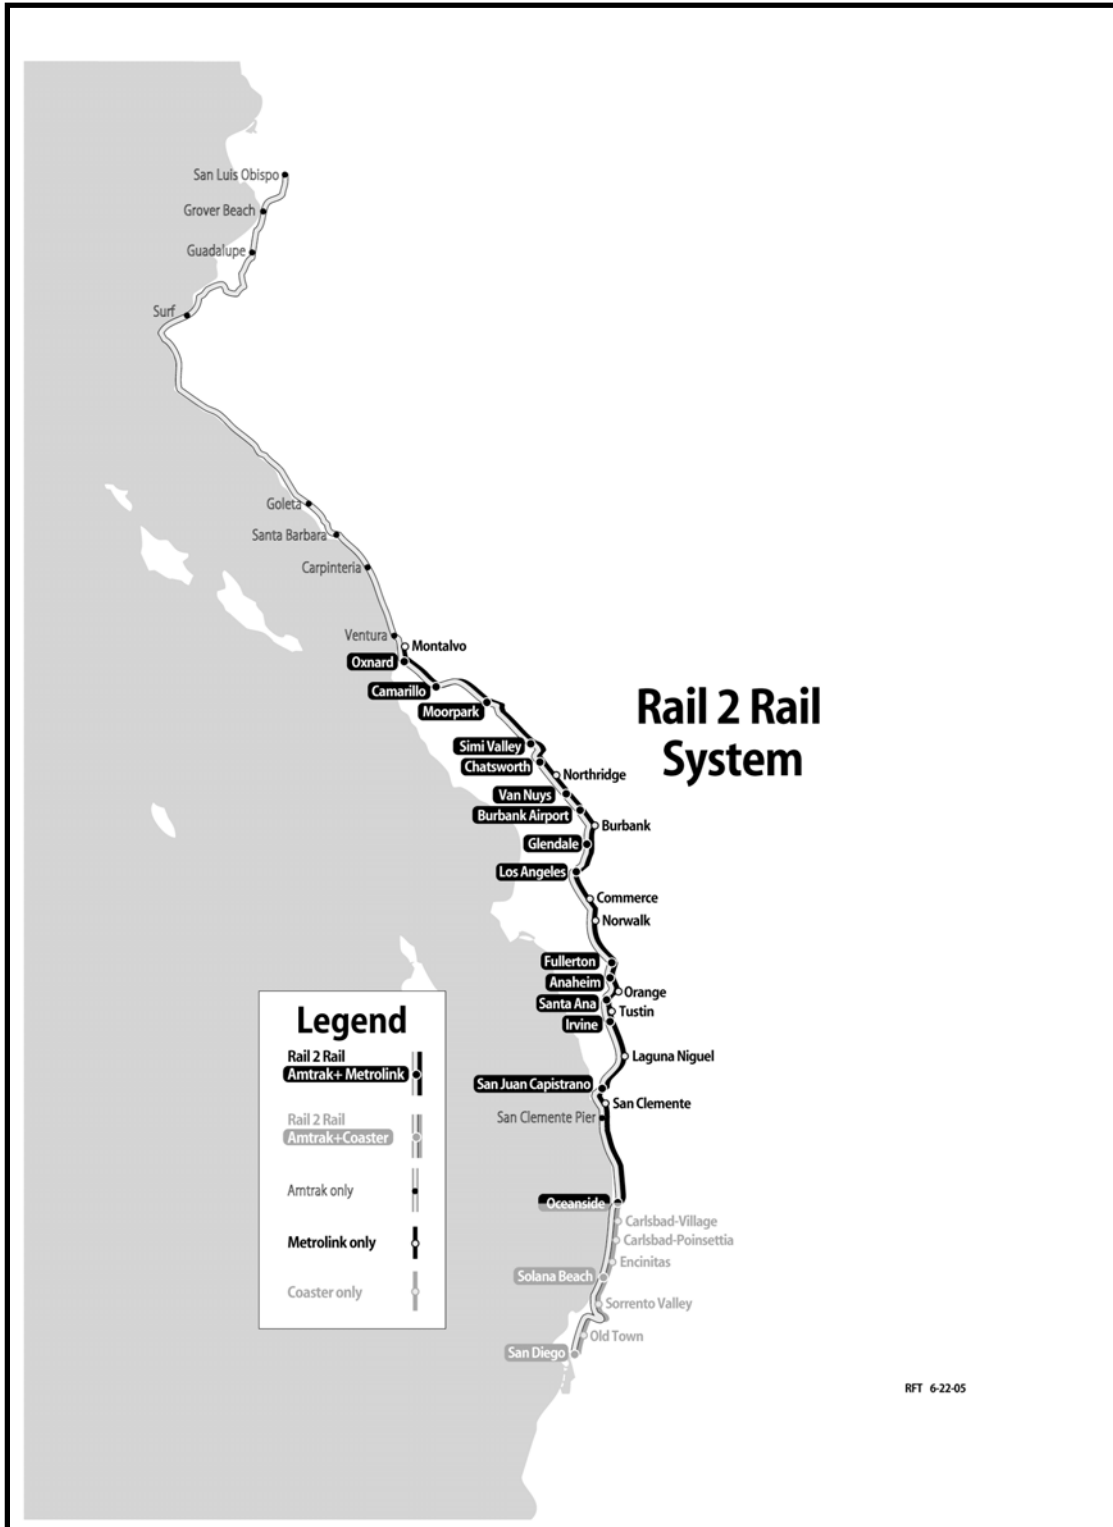 San Luis Obispo
Grover Beach
Guadalupe
Surf
Goleta
Santa Barbara
Carpinteria
Ventura
Montalvo
Oxnard
Camarillo
Moorpark
Rail 2 Rail
System
Simi Valley
Chatsworth
Northridge
Van Nuys
Burbank Airport
Burbank
Glendale
Los Angeles
Commerce
Norwalk
Fullerton
Anaheim
Orange
Santa Ana
Tustin
Irvine
Laguna Niguel
San Juan Capistrano
San Clemente
San Clemente Pier
Oceanside
Carlsbad-Village
Carlsbad-Poinsettia
Encinitas
Solana Beach
Sorrento Valley
Old Town
San Diego
Legend
Rail 2 Rail
Amtrak+ Metrolink
Rail 2 Rail
Amtrak+Coaster
Amtrak only
Metrolink only
Coaster only
RFT 6-22-05